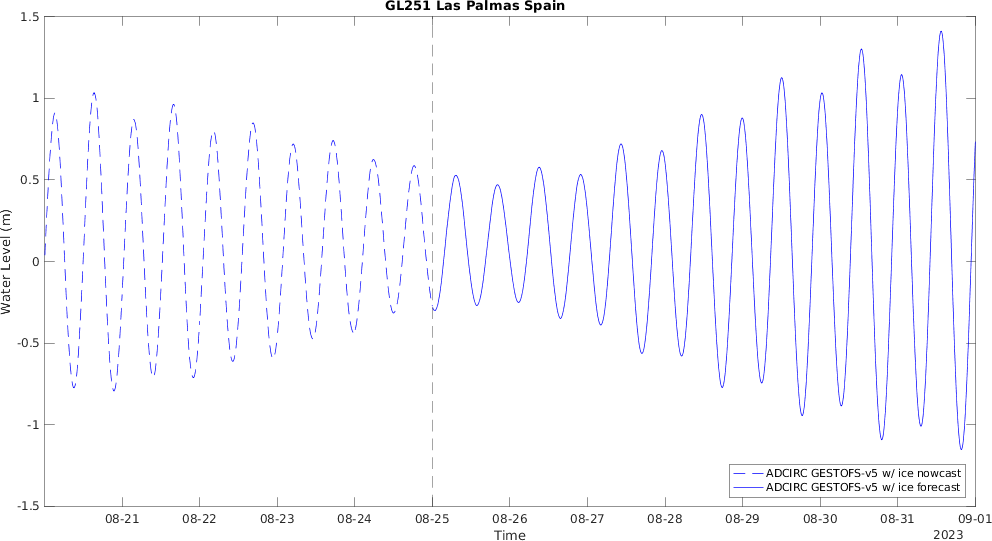 GL251 Las Palmas Spain
1.5
1
0.5
0
-0.5
-1
-1.5
Water Level (m)
08-21 08-22 08-23 08-24 08-25 08-26 08-27 08-28 08-29 08-30 08-31 09-01
Time
2023
ADCIRC GESTOFS-v5 w/ ice nowcast
ADCIRC GESTOFS-v5 w/ ice forecast